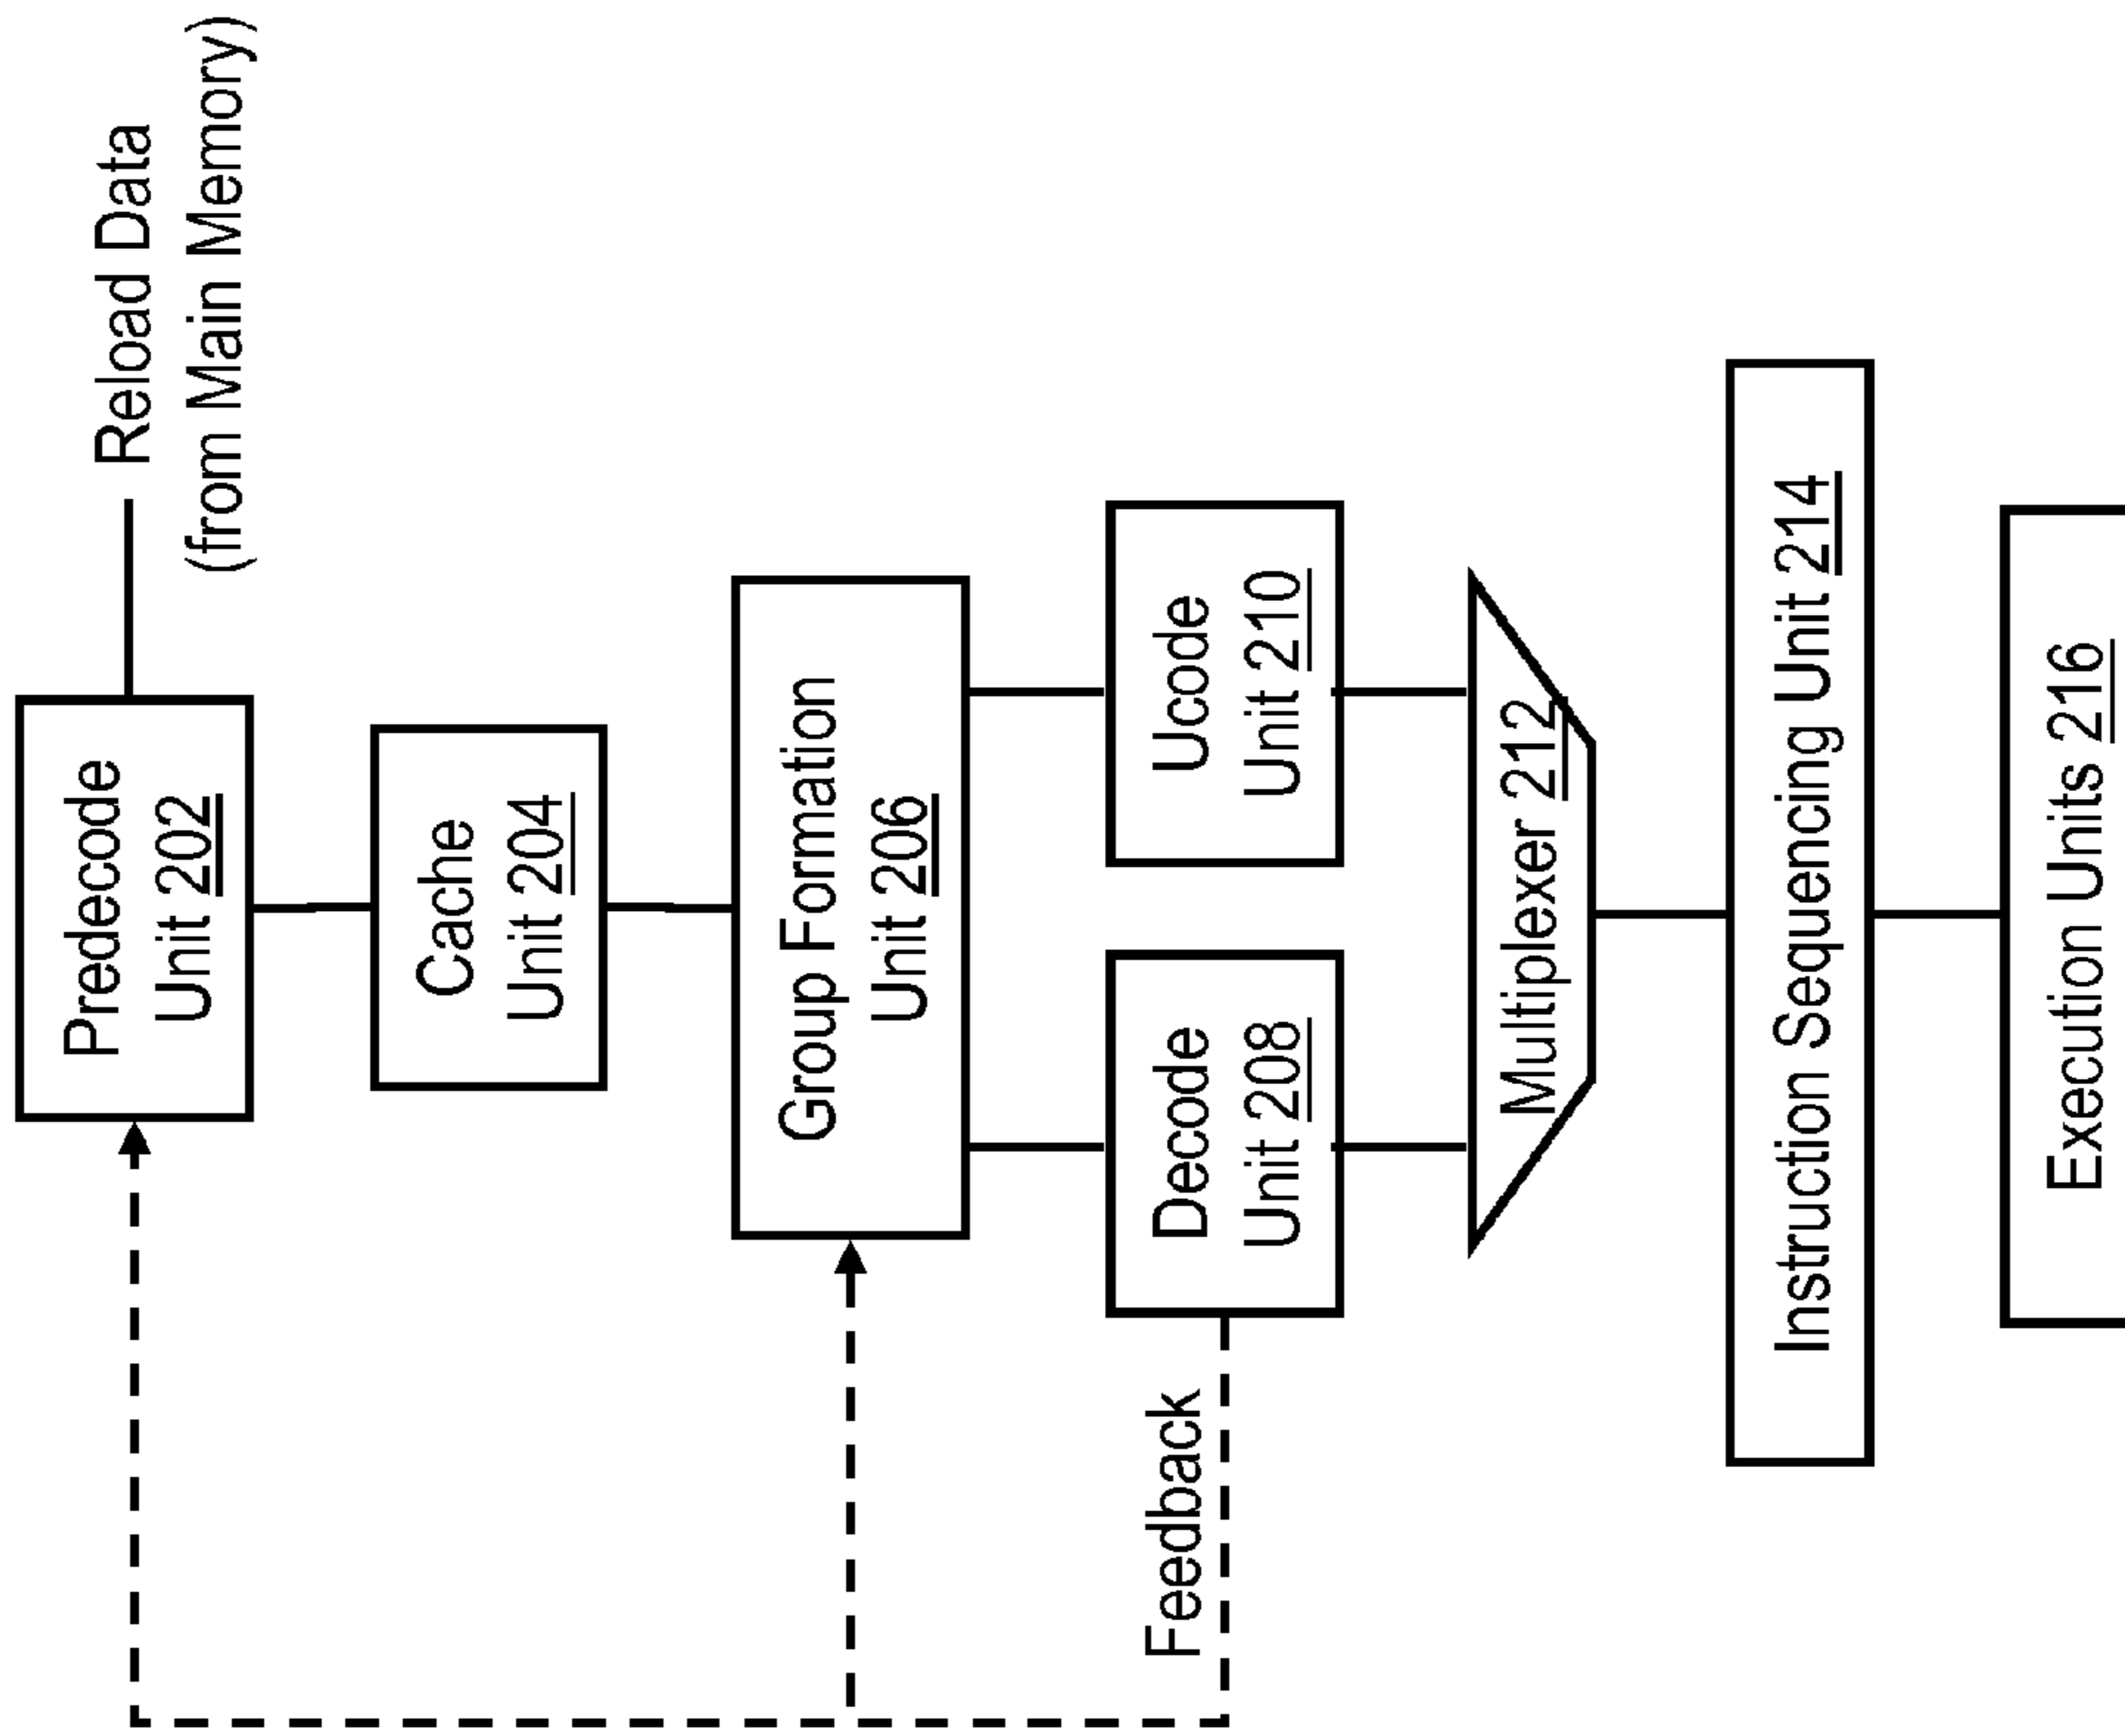 Reload Data
(from Main Memory)
Predecode
Unit 202
Cache
Unit 204
Group Formation
Unit 206
Decode
Unit 208
Ucode
Unit 210
Feedback
Multiplexer 212
Instruction Sequencing Unit 214
Execution Units 216